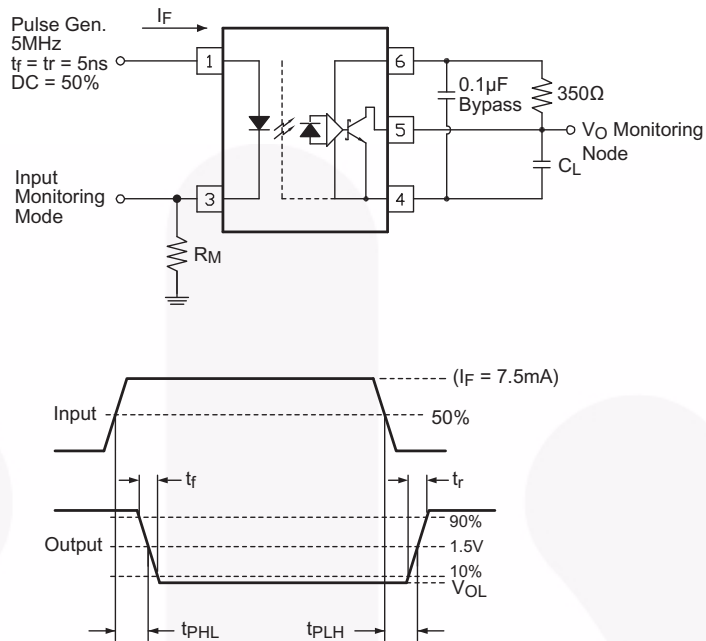 Pulse Gen.
5MHz
tf = tr = 5ns
DC = 50%
IF
1
6
0.1µF
Bypass
350Ω
5
VO Monitoring
Node
CL
Input
Monitoring
Mode
3
4
RM
(IF = 7.5mA)
Input
50%
tf
tr
90%
Output
1.5V
10%
VOL
tPHL
tPLH